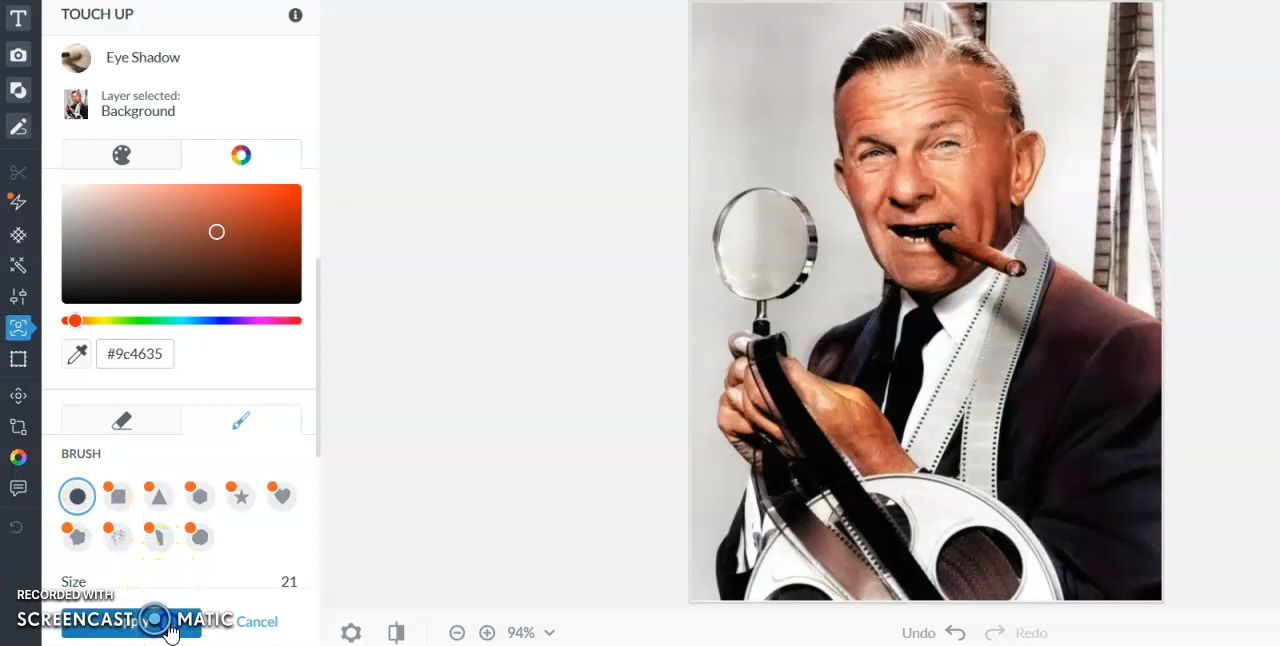 TOUCH UP
Eye Shadow
Layer selected:
Background
#9c4635
BRUSH
Size 21
RECORDED WITH
SCREENCAST MATIC
Cancel
94%
Undo
Redo